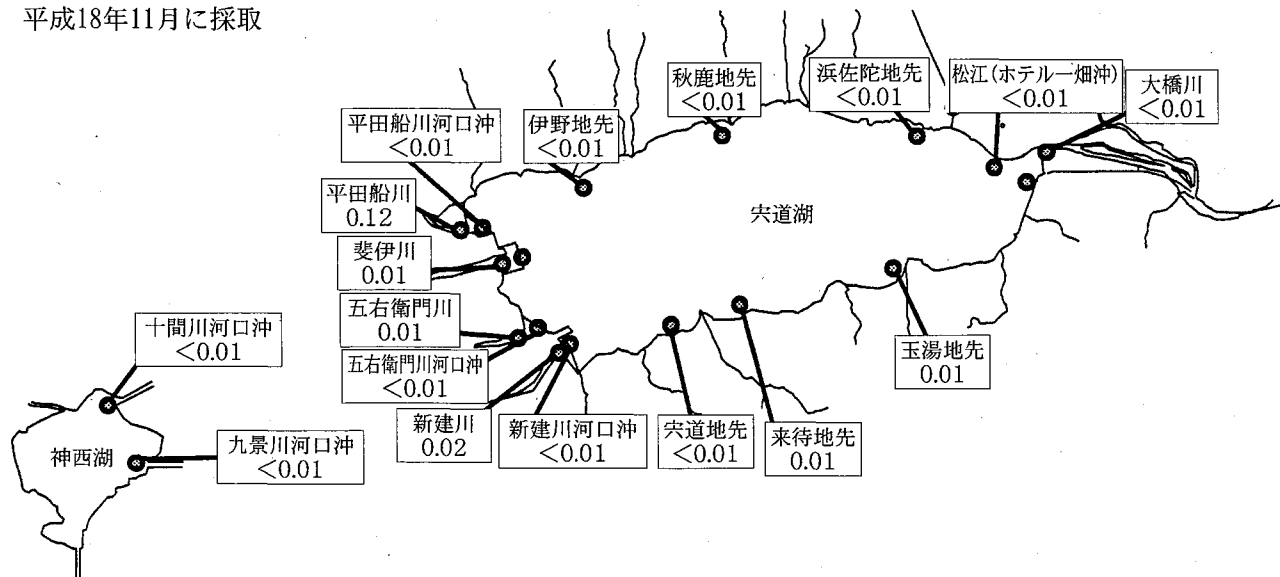 平成18年11月に採取
秋鹿地先
<0.01
浜佐陀地先
<0.01
松江(ホテル一畑沖)
<0.01
大橋川
<0.01
平田船川河口沖
<0.01
伊野地先
<0.01
平田船川
0.12
宍道湖
斐伊川
0.01
五右衛門川
0.01
五右衛門川河口沖
<0.01
新建川
0.02
新建川河口沖
<0.01
宍道地先
<0.01
来待地先
0.01
玉湯地先
0.01
十間川河口沖
<0.01
神西湖
九景川河口沖
<0.01